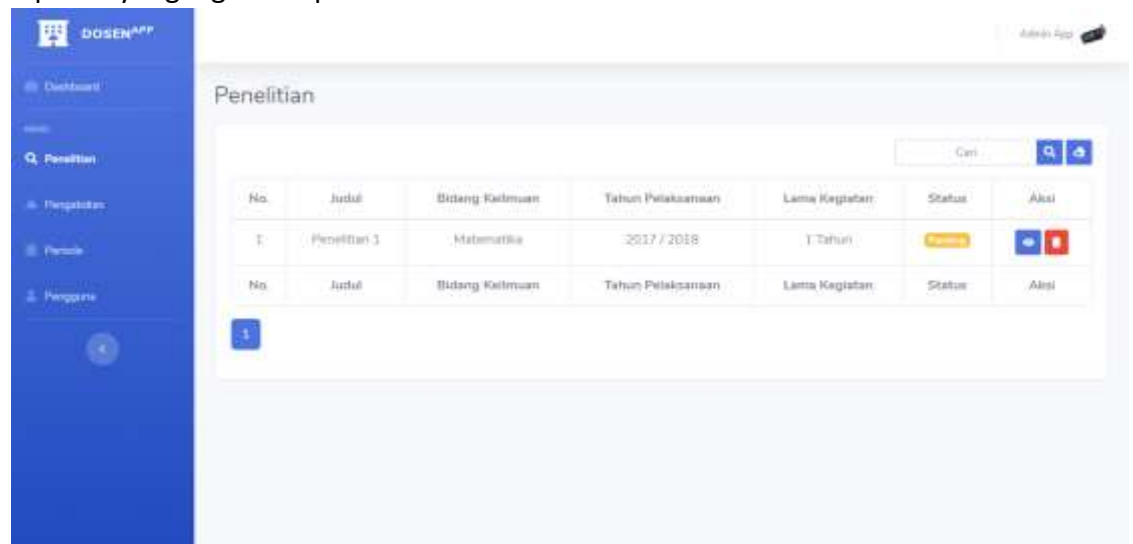 DOSENAPP
Admin App
Dashboard
Penelitian
MENU
Cari
Penelitian
No. Judul Bidang Keilmuan Tahun Pelaksanaan Lama Kegiatan Status Aksi
Pengabdian
1 Penelitian 1 Matematika 2017 / 2018 1 Tahun Pending
Periode
No. Judul Bidang Keilmuan Tahun Pelaksanaan Lama Kegiatan Status Aksi
Pengguna
1